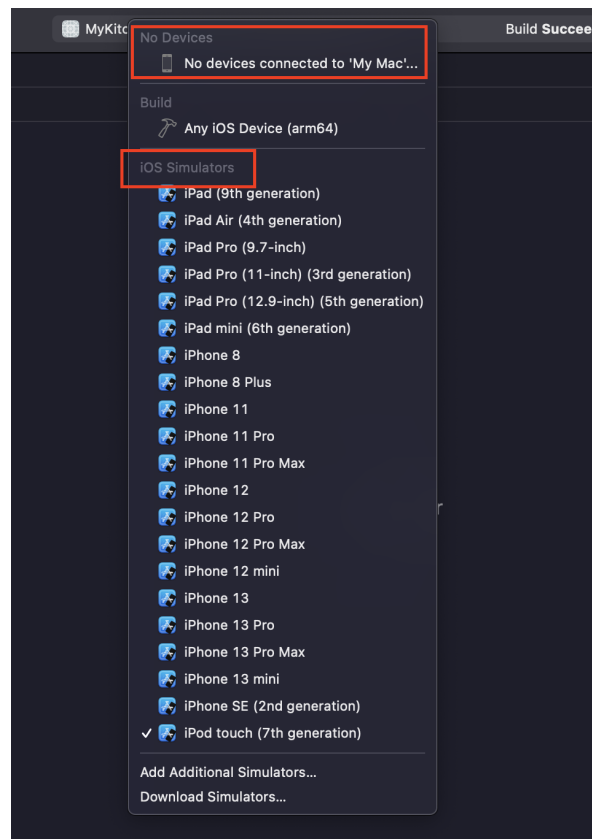 MyKitc
Build Succee
No Devices
No devices connected to 'My Mac'...
Build
Any iOS Device (arm64)
iOS Simulators
iPad (9th generation)
iPad Air (4th generation)
iPad Pro (9.7-inch)
iPad Pro (11-inch) (3rd generation)
iPad Pro (12.9-inch) (5th generation)
iPad mini (6th generation)
iPhone 8
iPhone 8 Plus
iPhone 11
iPhone 11 Pro
iPhone 11 Pro Max
iPhone 12
iPhone 12 Pro
iPhone 12 Pro Max
iPhone 12 mini
iPhone 13
iPhone 13 Pro
iPhone 13 Pro Max
iPhone 13 mini
iPhone SE (2nd generation)
iPod touch (7th generation)
Add Additional Simulators...
Download Simulators...